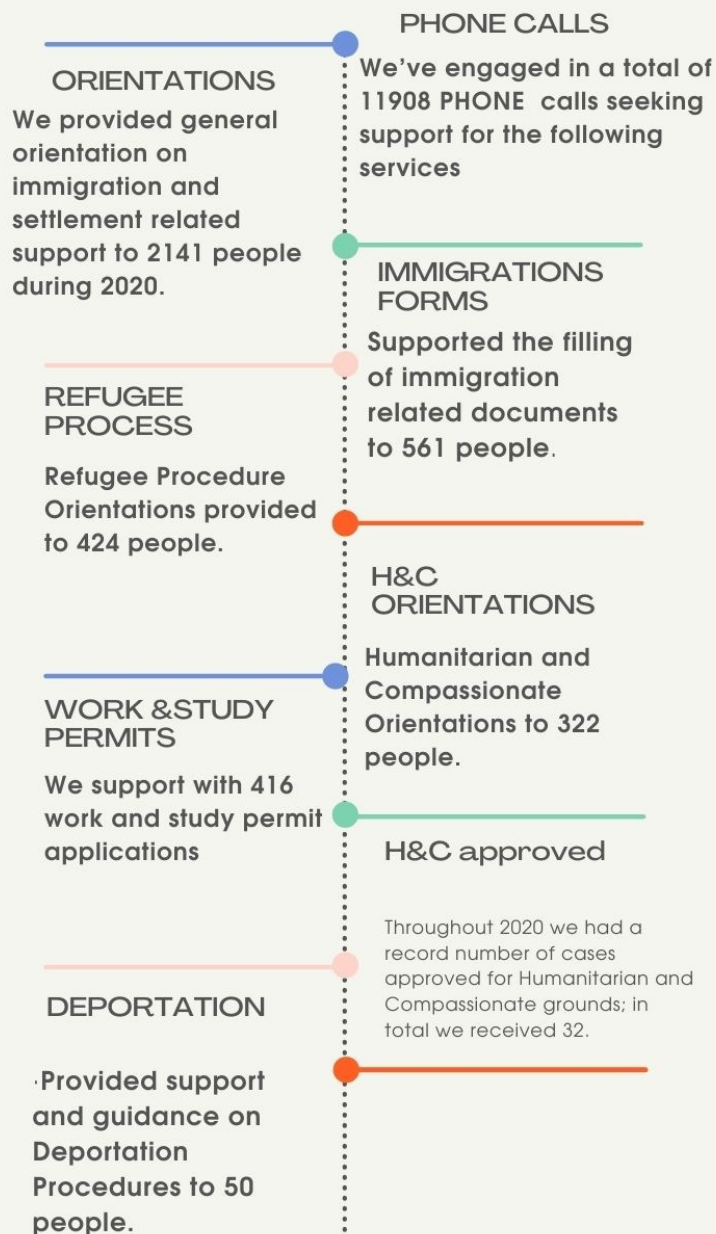 PHONE CALLS
We've engaged in a total of
11908 PHONE calls seeking
support for the following
services
ORIENTATIONS
We provided general
orientation on
immigration and
settlement related
support to 2141 people
during 2020.
IMMIGRATIONS
FORMS
Supported the filling
of immigration
related documents
to 561 people.
REFUGEE
PROCESS
Refugee Procedure
Orientations provided
to 424 people.
H&C
ORIENTATIONS
Humanitarian and
Compassionate
Orientations to 322
people.
WORK &STUDY
PERMITS
We support with 416
work and study permit
applications
H&C approved
Throughout 2020 we had a
record number of cases
approved for Humanitarian and
Compassionate grounds; in
total we received 32.
DEPORTATION
·Provided support
and guidance on
Deportation
Procedures to 50
people.